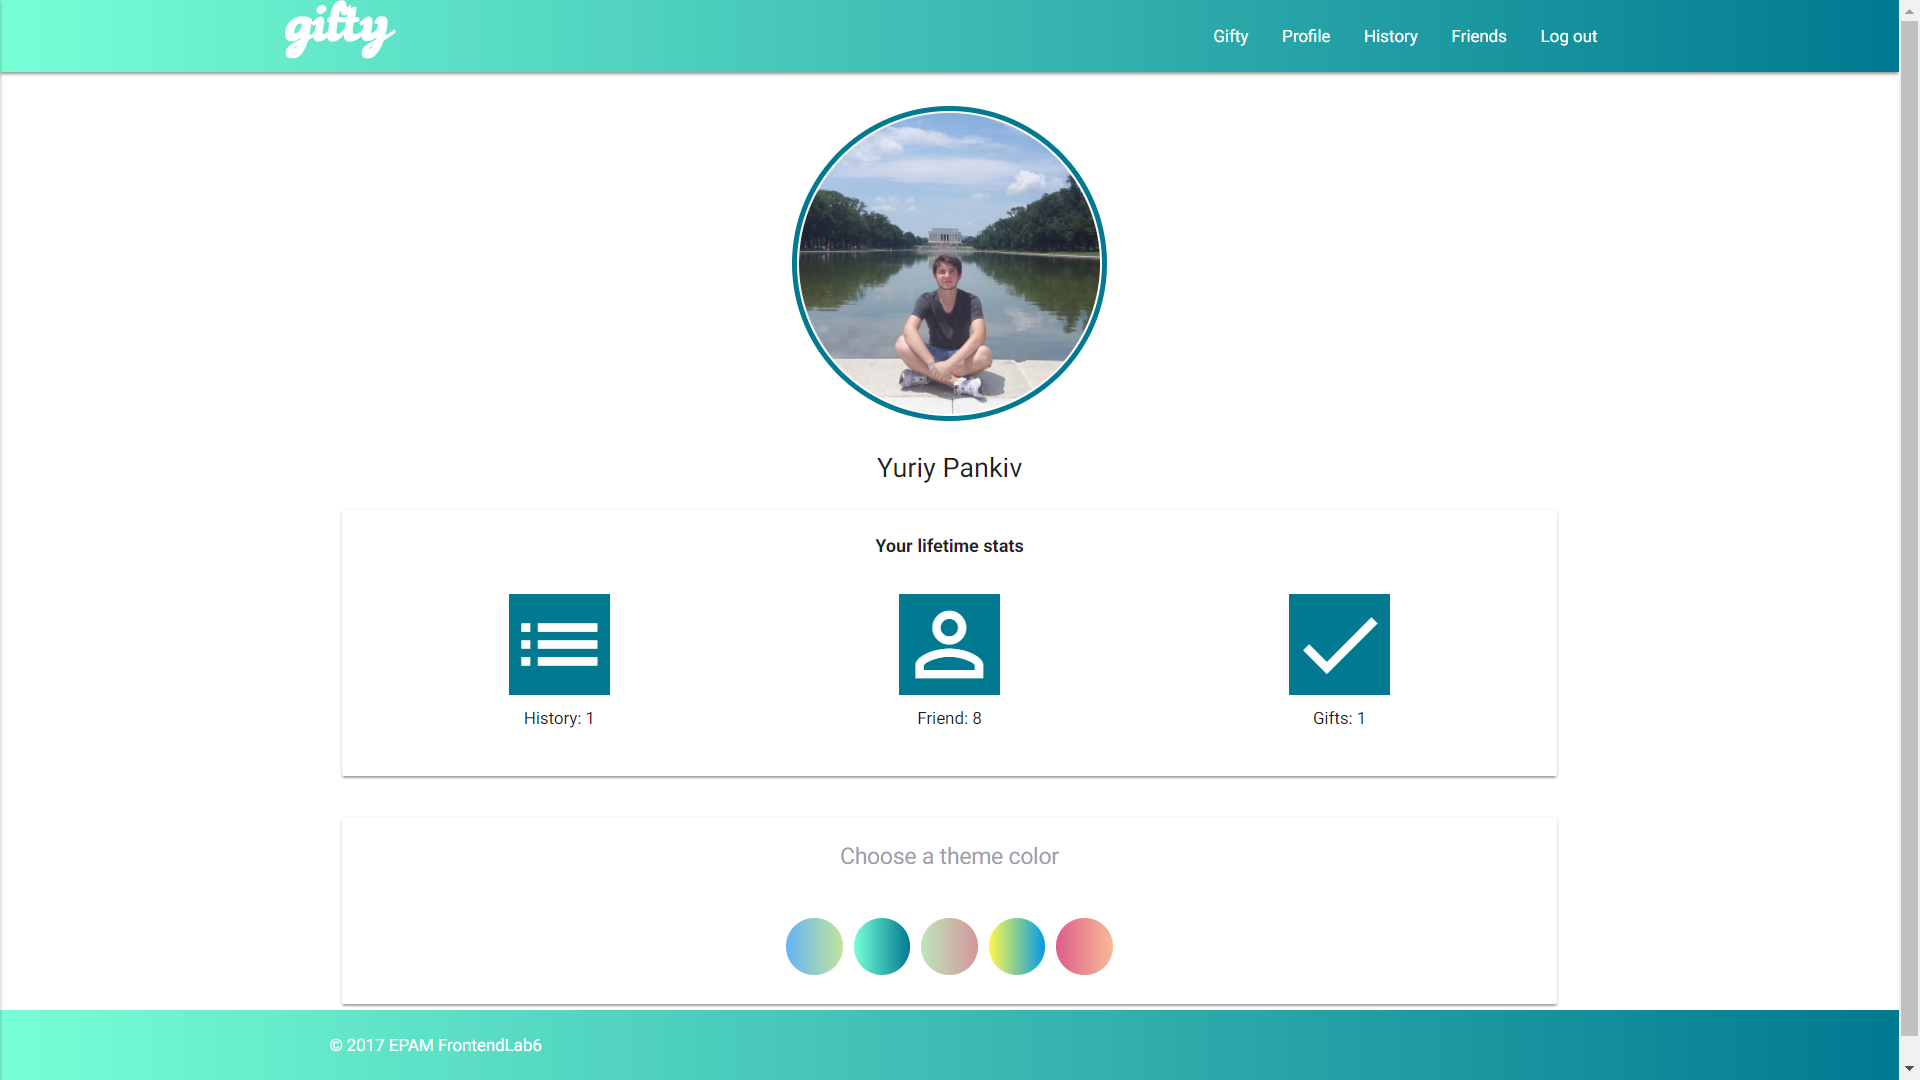 gifty
Gifty Profile History Friends Log out
Yuriy Pankiv
Your lifetime stats
History: 1 Friend: 8 Gifts: 1
Choose a theme color
© 2017 EPAM FrontendLab6